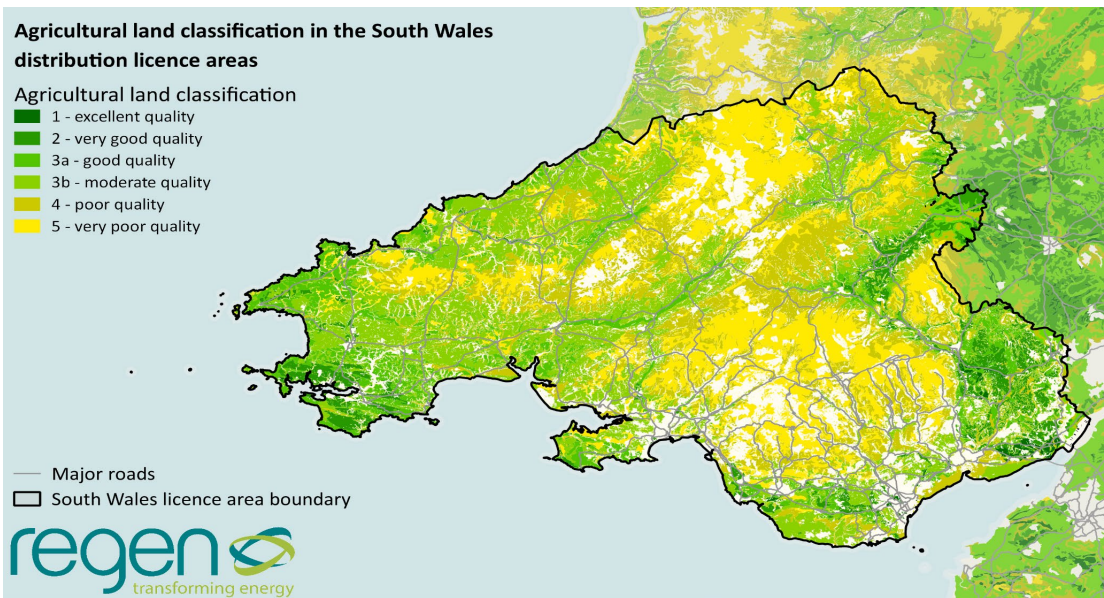 Agricultural land classification in the South Wales
distribution licence areas
Agricultural land classification
1 - excellent quality
2 - very good quality
3a - good quality
3b - moderate quality
4 - poor quality
5 - very poor quality
Major roads
South Wales licence area boundary
regen
transforming energy